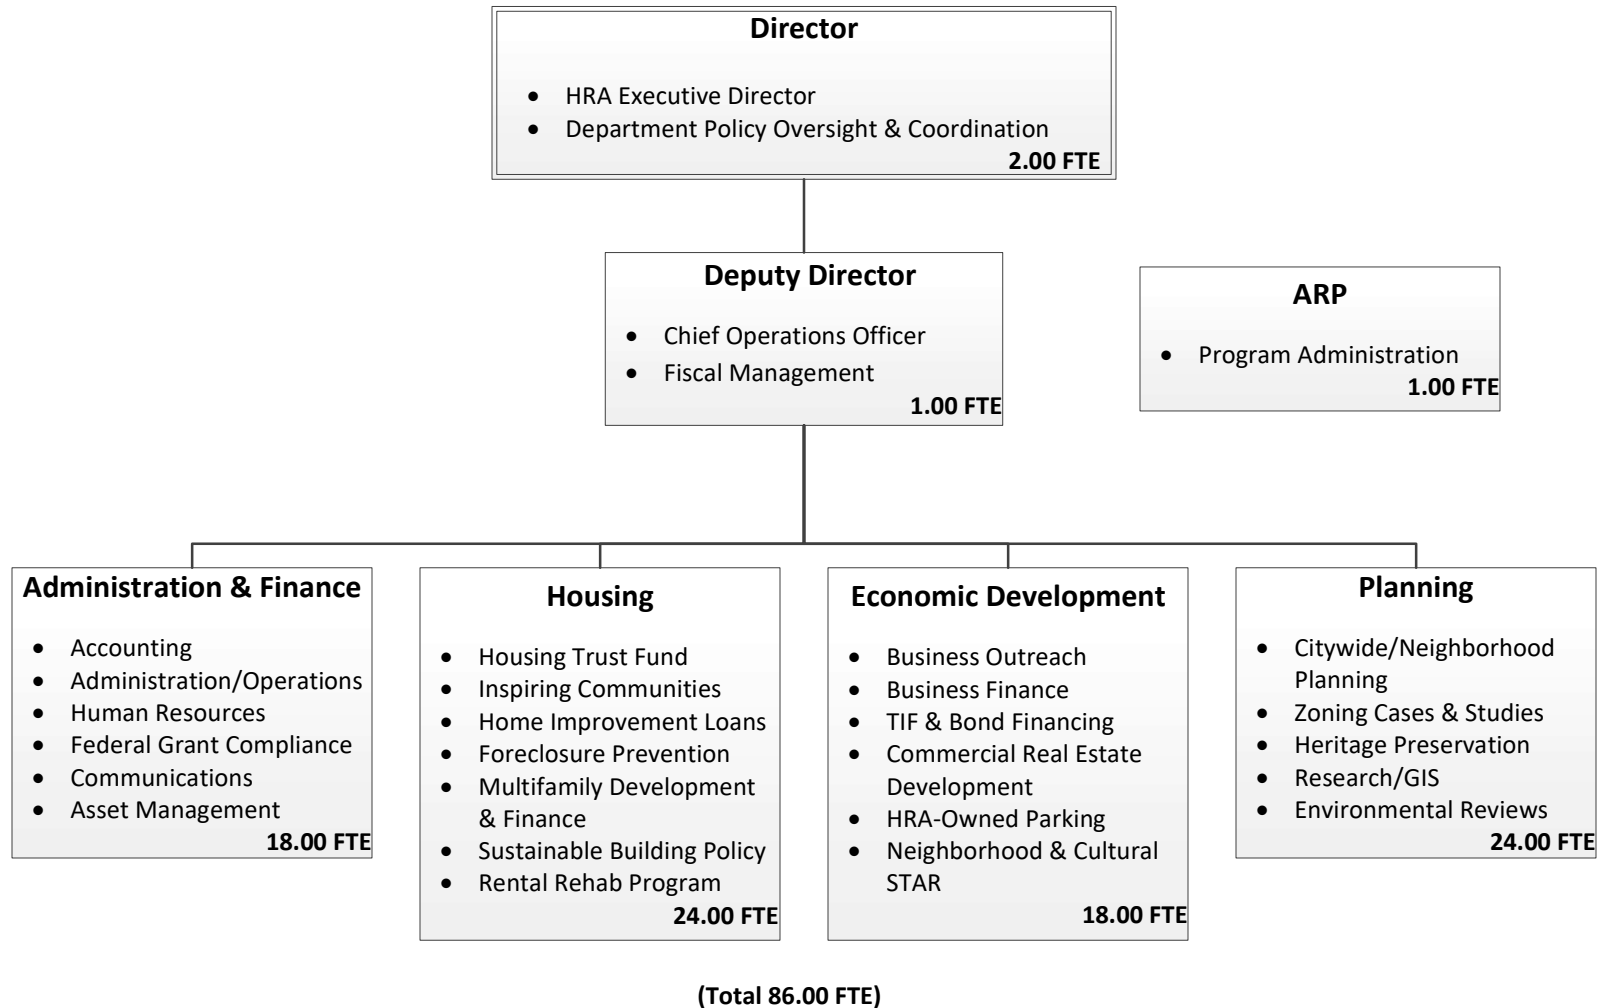 Director
• HRA Executive Director
• Department Policy Oversight & Coordination
2.00 FTE
Deputy Director
• Chief Operations Officer
• Fiscal Management
1.00 FTE
ARP
• Program Administration
1.00 FTE
Administration & Finance
• Accounting
• Administration/Operations
• Human Resources
• Federal Grant Compliance
• Communications
• Asset Management
18.00 FTE
Housing
• Housing Trust Fund
• Inspiring Communities
• Home Improvement Loans
• Foreclosure Prevention
• Multifamily Development
& Finance
• Sustainable Building Policy
• Rental Rehab Program
24.00 FTE
Economic Development
• Business Outreach
• Business Finance
• TIF & Bond Financing
• Commercial Real Estate
Development
• HRA-Owned Parking
• Neighborhood & Cultural
STAR
18.00 FTE
Planning
• Citywide/Neighborhood
Planning
• Zoning Cases & Studies
• Heritage Preservation
• Research/GIS
• Environmental Reviews
24.00 FTE
(Total 86.00 FTE)